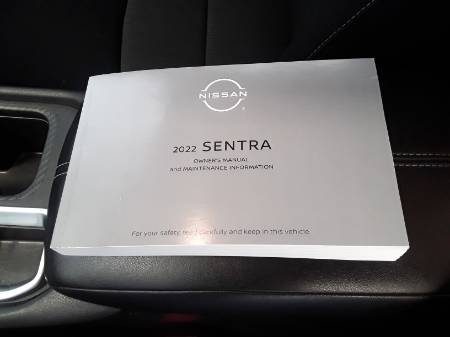 NISSAN
2022 SENTRA
OWNER'S MANUAL
and MAINTENANCE INFORMATION
For your safety, read carefully and keep in this vehicle.